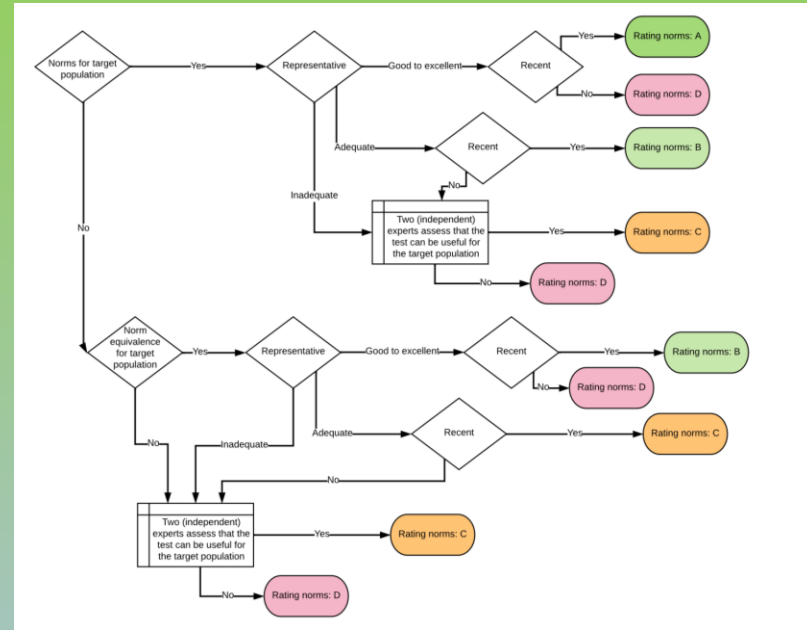 Norms for target
population
Yes
Representative
Good to excellent
Recent
Yes
Rating norms: A
No
Rating norms: D
Adequate
Recent
Yes
Rating norms: B
No
Inadequate
Two (independent)
experts assess that the
test can be useful for
the target population
Yes
Rating norms: C
No
Rating norms: D
No
Norm
equivalence
for target
population
Yes
Representative
Good to excellent
Recent
Yes
Rating norms: B
No
Rating norms: D
Adequate
Recent
Yes
Rating norms: C
No
Inadequate
No
Two (independent)
experts assess that the
test can be useful for
the target population
Yes
Rating norms: C
No
Rating norms: D